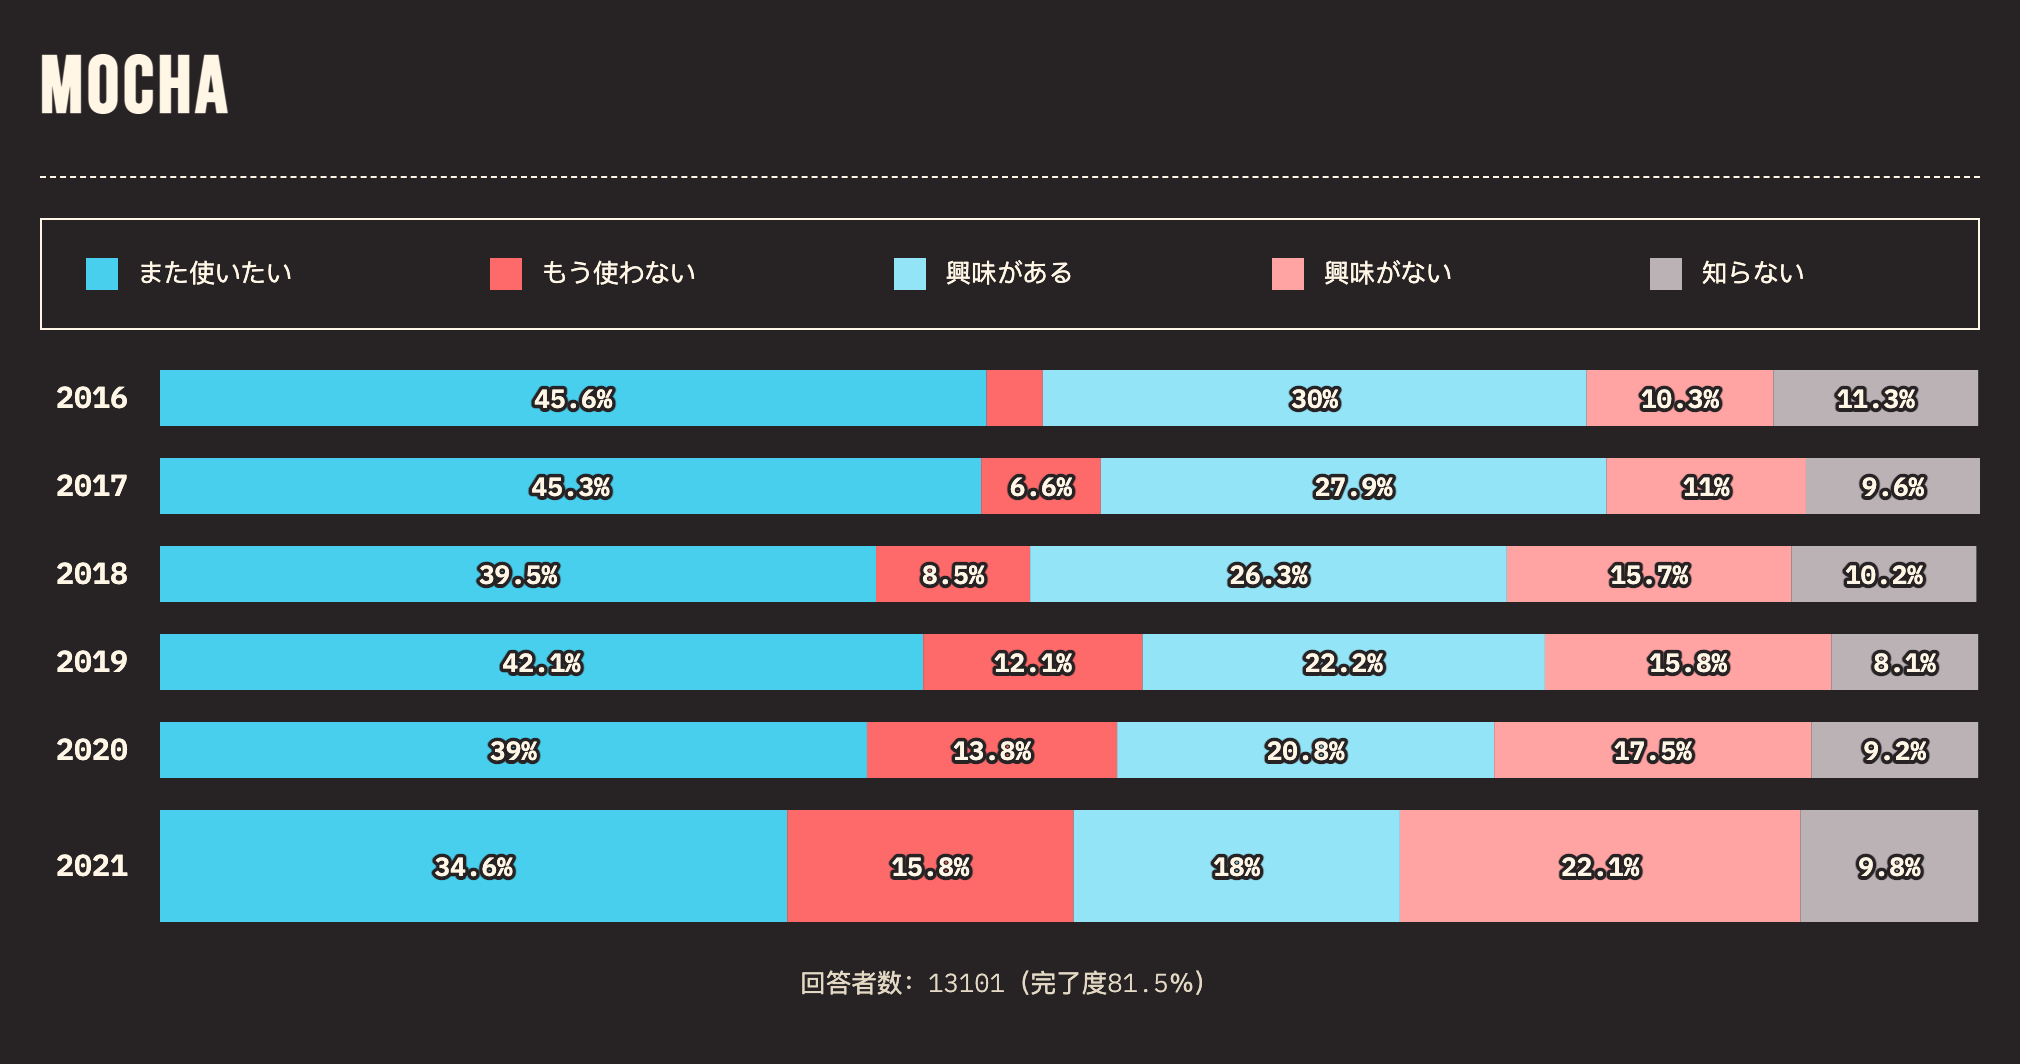 MOCHA
また使いたい もう使わない 興味がある 興味がない 知らない
2016 45.6% 30% 10.3% 11.3%
2017 45.3% 6.6% 27.9% 11% 9.6%
2018 39.5% 8.5% 26.3% 15.7% 10.2%
2019 42.1% 12.1% 22.2% 15.8% 8.1%
2020 39% 13.8% 20.8% 17.5% 9.2%
2021 34.6% 15.8% 18% 22.1% 9.8%
回答者数: 13101 (完了度81.5%)